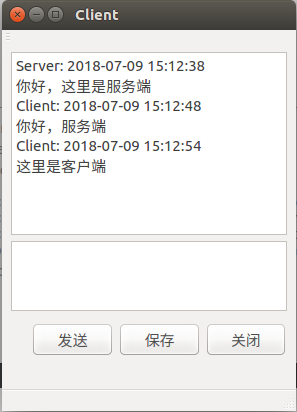 Client
Server: 2018-07-09 15:12:38
你好，这里是服务端
Client: 2018-07-09 15:12:48
你好，服务端
Client: 2018-07-09 15:12:54
这里是客户端
发送 保存 关闭